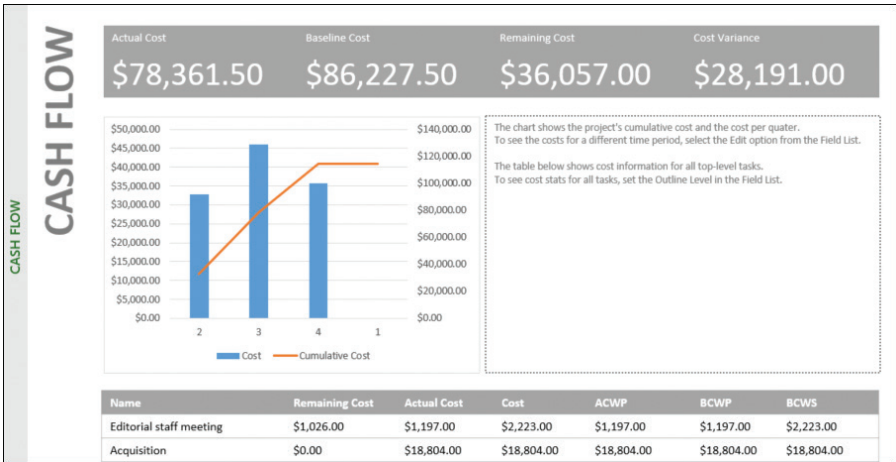 CASH FLOW
CASH FLOW
Actual Cost Baseline Cost Remaining Cost Cost Variance
$78,361.50 $86,227.50 $36,057.00 $28,191.00
$50,000.00
$45,000.00
$40,000.00
$35,000.00
$30,000.00
$25,000.00
$20,000.00
$15,000.00
$10,000.00
$5,000.00
$0.00
$140,000.00
$120,000.00
$100,000.00
$80,000.00
$60,000.00
$40,000.00
$20,000.00
$0.00
2 3 4 1
Cost Cumulative Cost
The chart shows the project's cumulative cost and the cost per quater.
To see the costs for a different time period, select the Edit option from the Field List.
The table below shows cost information for all top-level tasks.
To see cost stats for all tasks, set the Outline Level in the Field List.
Name Remaining Cost Actual Cost Cost ACWP BCWP BCWS
Editorial staff meeting $1,026.00 $1,197.00 $2,223.00 $1,197.00 $1,197.00 $2,223.00
Acquisition $0.00 $18,804.00 $18,804.00 $18,804.00 $18,804.00 $18,804.00